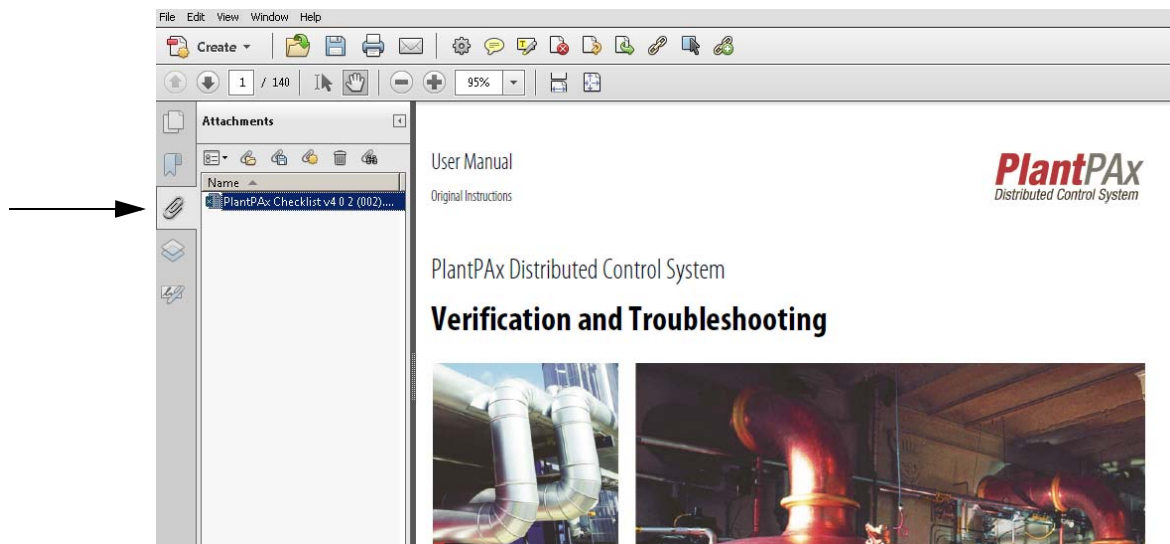 File Edit View Window Help
Create
1 / 140
95%
Attachments
Name
PlantPAx Checklist v4 0 2 (002)....
User Manual
Original Instructions
PlantPAx
Distributed Control System
PlantPAx Distributed Control System
Verification and Troubleshooting